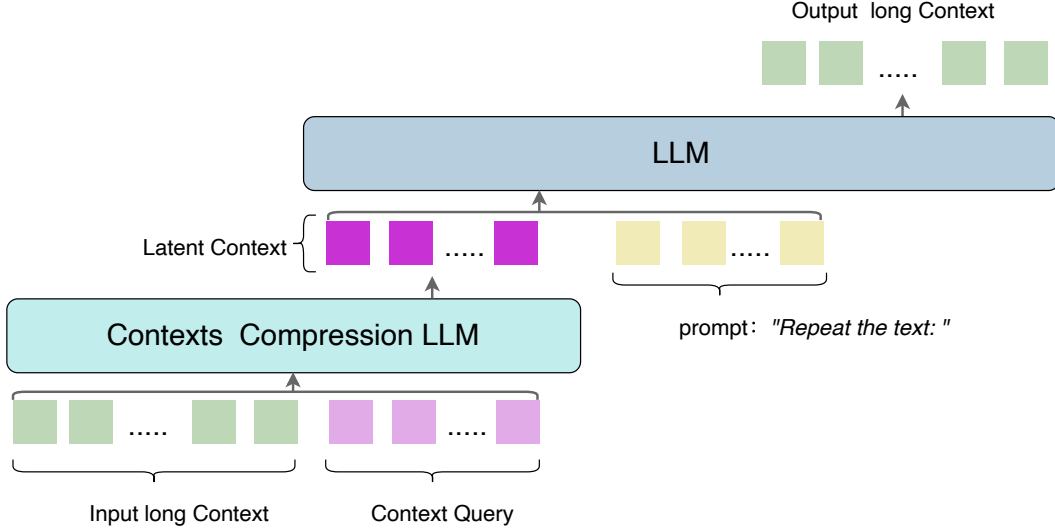 Output long Context
.....
LLM
Latent Context
.....
.....
prompt: "Repeat the text: "
Contexts Compression LLM
.....
.....
Input long Context
Context Query